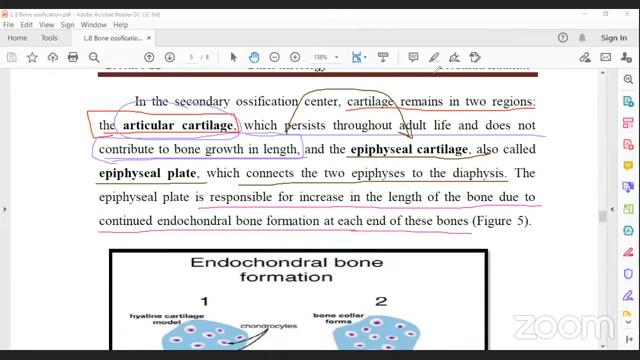 L.8 Bone ossification.pdf - Adobe Acrobat Reader DC (32-bit)
File Edit View Sign Window Help
Home Tools L.8 Bone ossificatio... × Sign In
5 / 8 138% Share
In the secondary ossification center, cartilage remains in two regions:
the articular cartilage, which persists throughout adult life and does not
contribute to bone growth in length, and the epiphyseal cartilage, also called
epiphyseal plate, which connects the two epiphyses to the diaphysis. The
epiphyseal plate is responsible for increase in the length of the bone due to
continued endochondral bone formation at each end of these bones (Figure 5).
Endochondral bone
formation
1 2
hyaline cartilage
model
chondrocytes
bone collar
forms
zoom